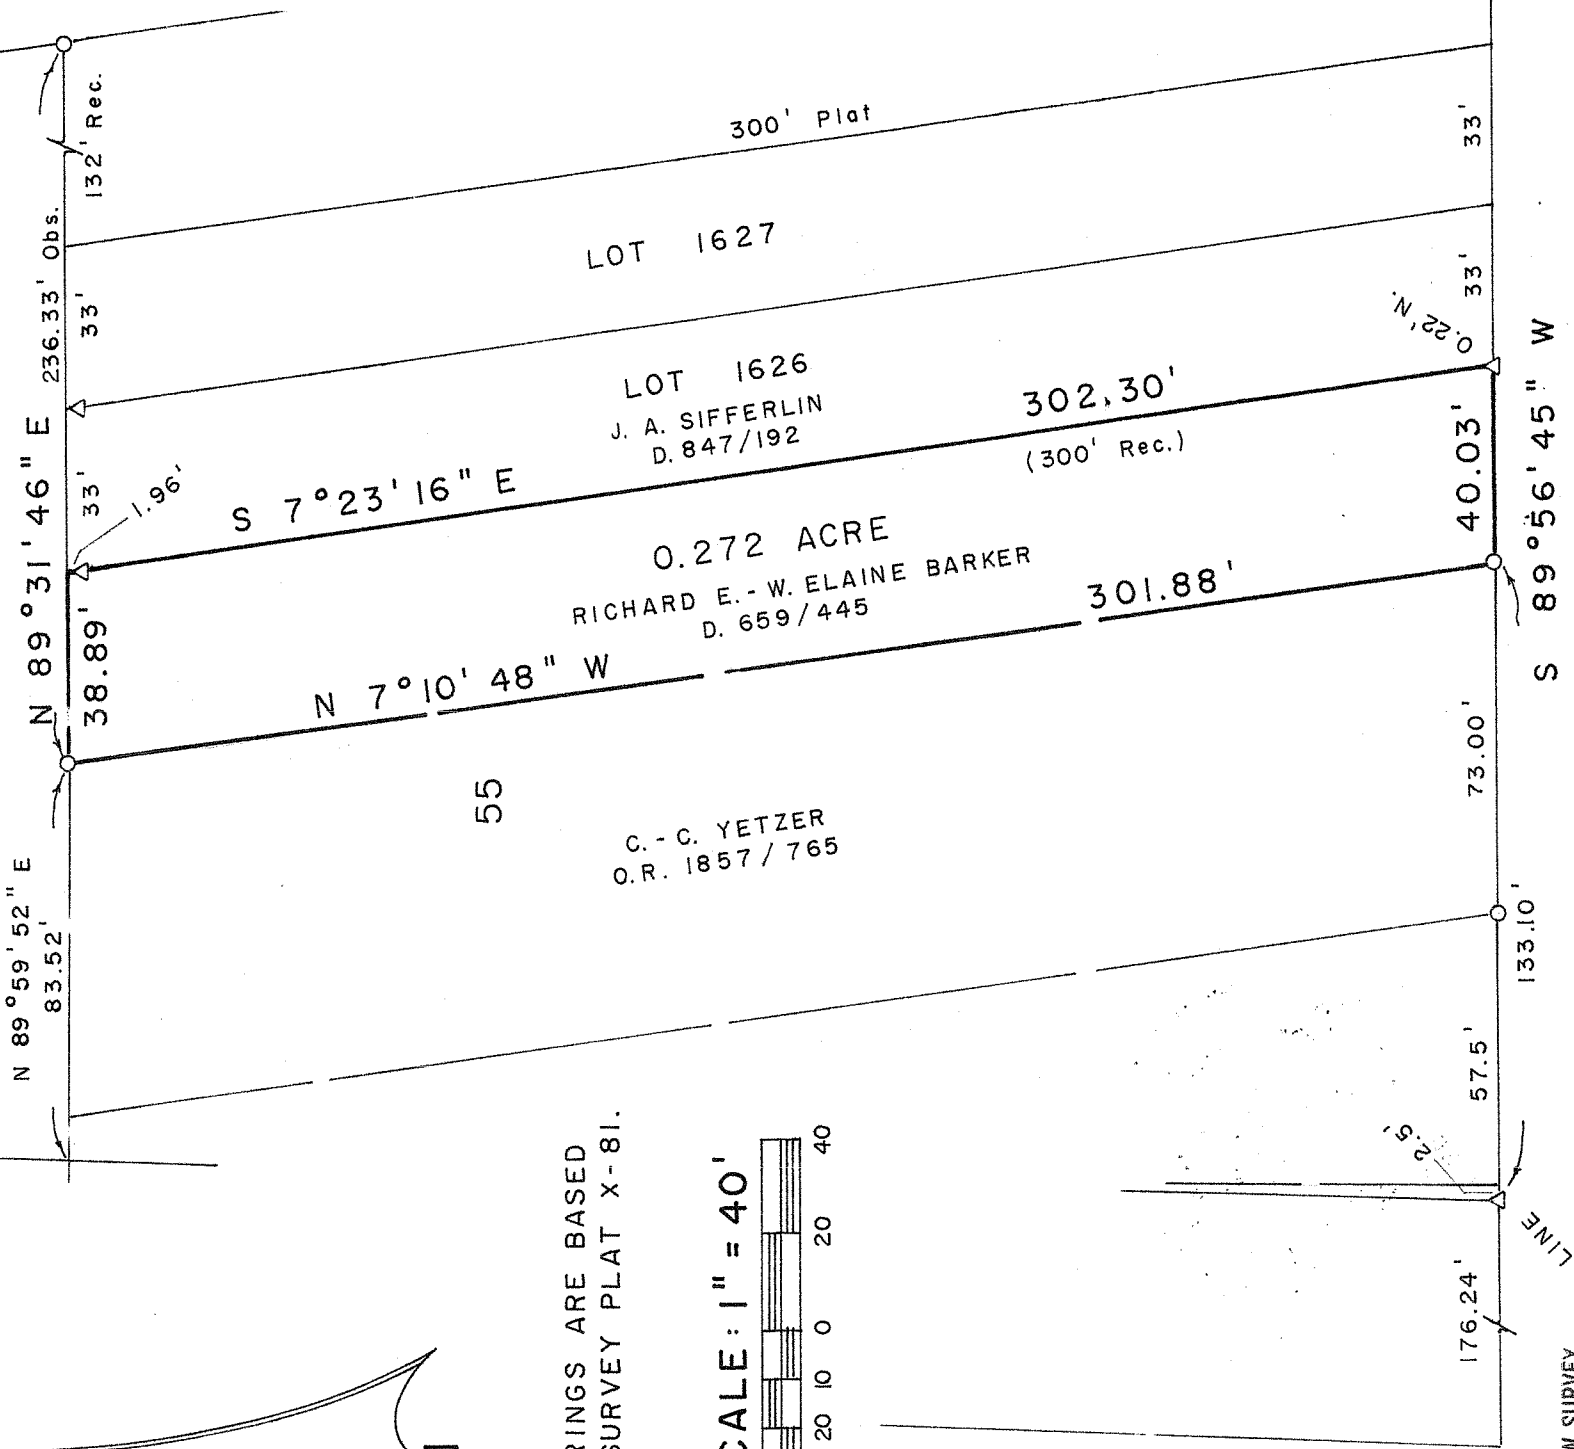 132' Rec.
300' Plat
33'
236.33' Obs.
LOT 1627
33'
33'
0.22' N.
LOT 1626
J. A. SIFFERLIN
D. 847/192
302.30'
(300' Rec.)
N 89°31'46" E
33'
1.96'
S 7°23'16" E
40.03'
S 89°56'45" W
0.272 ACRE
RICHARD E. - W. ELAINE BARKER
D. 659/445
301.88'
38.89'
N 7°10'48" W
73.00'
55
C. - C. YETZER
O.R. 1857/765
N 89°59'52" E
83.52'
133.10'
57.5'
2.5'
LINE
176.24'
RINGS ARE BASED
SURVEY PLAT X-81.
CALE: 1" = 40'
20 10 0 20 40
SURVEY